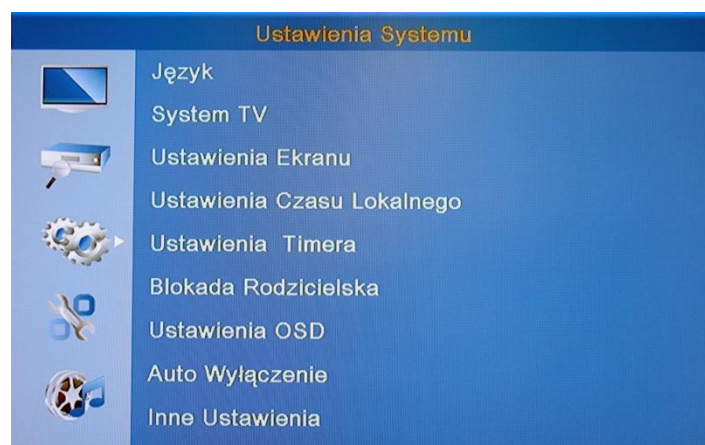 Ustawienia Systemu
Język
System TV
Ustawienia Ekranu
Ustawienia Czasu Lokalnego
Ustawienia Timera
Blokada Rodzicielska
Ustawienia OSD
Auto Wyłączenie
Inne Ustawienia